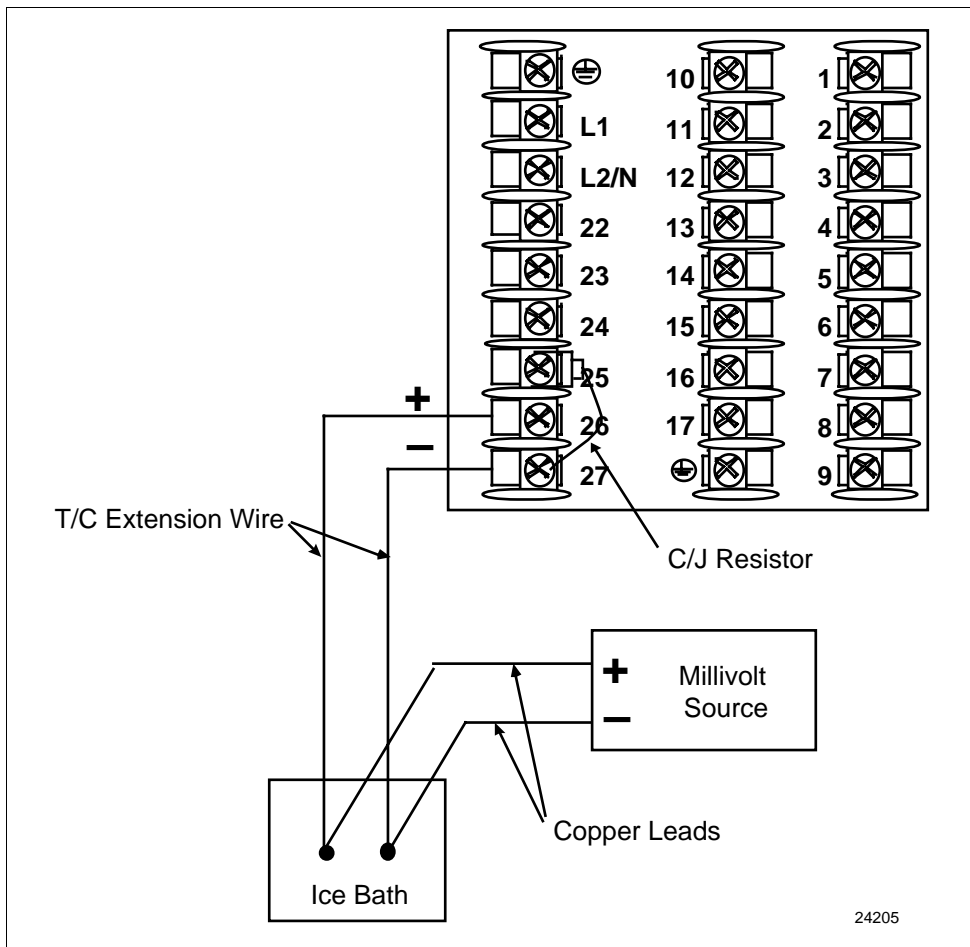 10 1
L1 11 2
L2/N 12 3
22 13 4
23 14 5
24 15 6
25 16 7
+ 26 17 8
– 27 9
T/C Extension Wire
C/J Resistor
+ Millivolt
– Source
Copper Leads
Ice Bath
24205